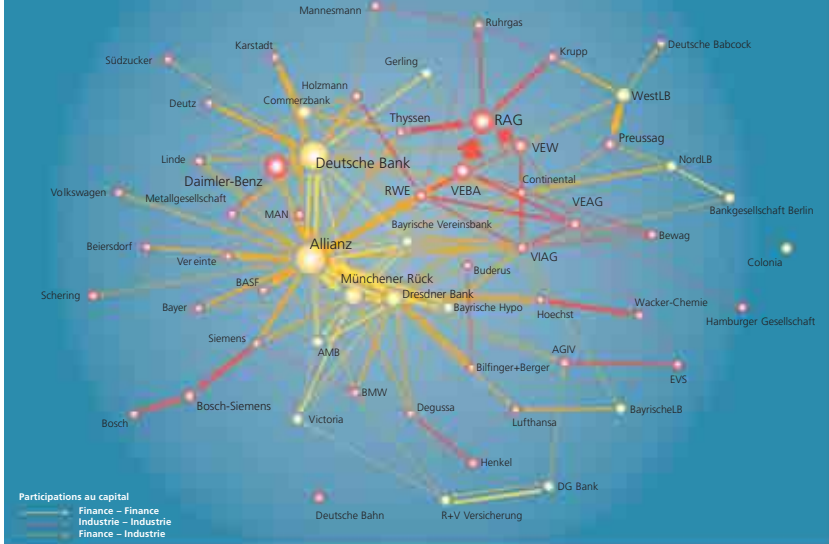 Mannesmann
Ruhrgas
Karstadt
Krupp
Deutsche Babcock
Südzucker
Gerling
Holzmann
Deutz
Commerzbank
WestLB
Thyssen
RAG
Preussag
VEW
Linde
Deutsche Bank
NordLB
Daimler-Benz
Continental
Volkswagen
RWE
VEBA
Metallgesellschaft
VEAG
Bankgesellschaft Berlin
MAN
Bayrische Vereinsbank
Bewag
Allianz
Beiersdorf
VIAG
Vereinte
Colonia
Buderus
Münchener Rück
BASF
Schering
Dresdner Bank
Bayer
Bayrische Hypo
Hoechst
Wacker-Chemie
Hamburger Gesellschaft
Siemens
AMB
AGIV
Bilfinger+Berger
EVS
BMW
Bosch-Siemens
Degussa
BayrischeLB
Bosch
Victoria
Lufthansa
Henkel
DG Bank
Deutsche Bahn
R+V Versicherung
Participations au capital
Finance – Finance
Industrie – Industrie
Finance – Industrie